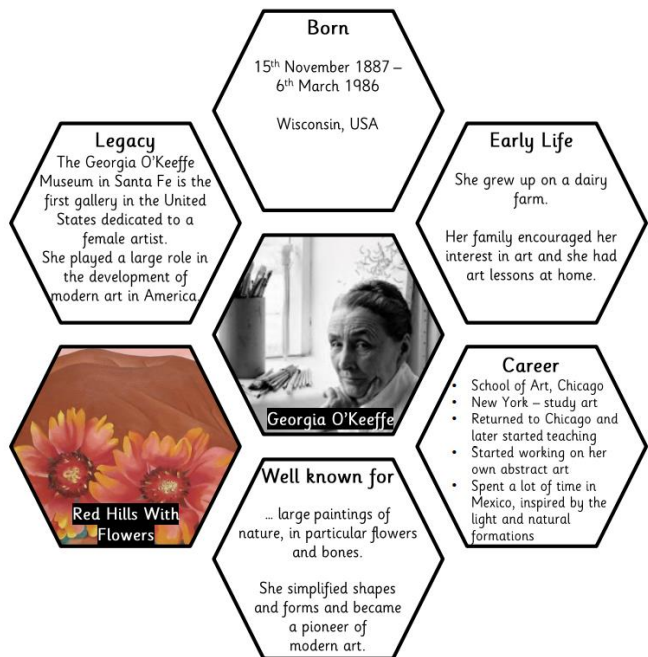 Born
15th November 1887 –
6th March 1986
Wisconsin, USA
Legacy
The Georgia O'Keeffe
Museum in Santa Fe is the
first gallery in the United
States dedicated to a
female artist.
She played a large role in
the development of
modern art in America.
Early Life
She grew up on a dairy
farm.
Her family encouraged her
interest in art and she had
art lessons at home.
Georgia O'Keeffe
Red Hills With
Flowers
Career
• School of Art, Chicago
• New York – study art
• Returned to Chicago and
later started teaching
• Started working on her
own abstract art
• Spent a lot of time in
Mexico, inspired by the
light and natural
formations
Well known for
... large paintings of
nature, in particular flowers
and bones.
She simplified shapes
and forms and became
a pioneer of
modern art.